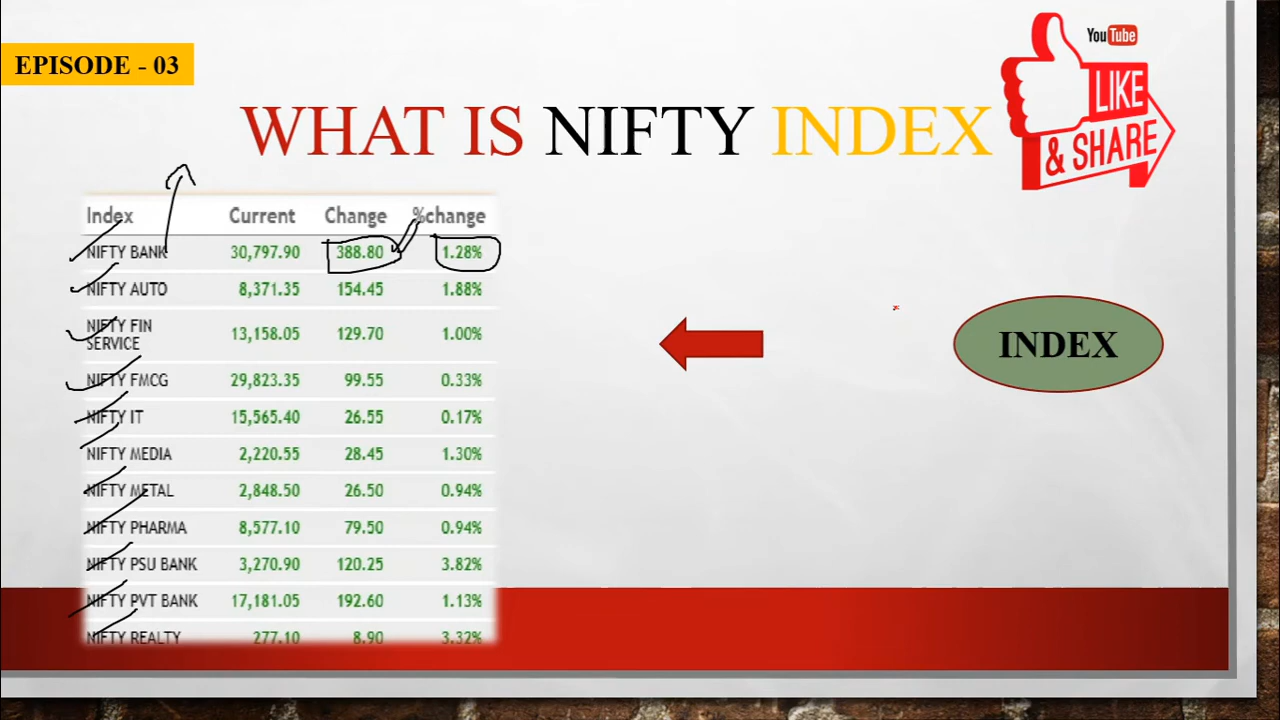 EPISODE - 03
YouTube
LIKE
& SHARE
WHAT IS NIFTY INDEX
Index Current Change %change
NIFTY BANK 30,797.90 388.80 1.28%
NIFTY AUTO 8,371.35 154.45 1.88%
NIFTY FIN
SERVICE 13,158.05 129.70 1.00%
NIFTY FMCG 29,823.35 99.55 0.33%
NIFTY IT 15,565.40 26.55 0.17%
NIFTY MEDIA 2,220.55 28.45 1.30%
NIFTY METAL 2,848.50 26.50 0.94%
NIFTY PHARMA 8,577.10 79.50 0.94%
NIFTY PSU BANK 3,270.90 120.25 3.82%
NIFTY PVT BANK 17,181.05 192.60 1.13%
NIFTY REALTY 277.10 8.90 3.32%
INDEX